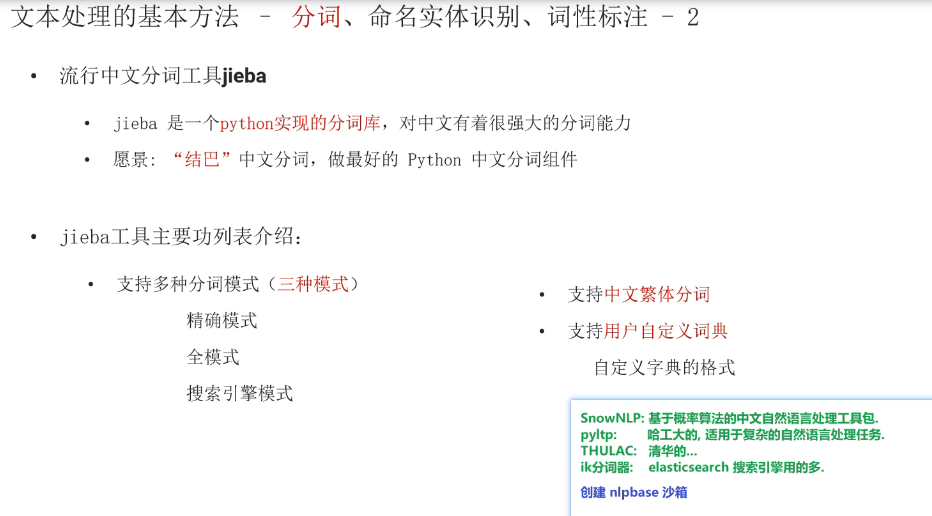 文本处理的基本方法 – 分词、命名实体识别、词性标注 – 2
• 流行中文分词工具jieba
• jieba 是一个python实现的分词库，对中文有着很强大的分词能力
• 愿景: “结巴”中文分词，做最好的 Python 中文分词组件
• jieba工具主要功列表介绍：
• 支持多种分词模式（三种模式）
精确模式
全模式
搜索引擎模式
• 支持中文繁体分词
• 支持用户自定义词典
自定义字典的格式
SnowNLP: 基于概率算法的中文自然语言处理工具包.
pyltp: 哈工大的, 适用于复杂的自然语言处理任务.
THULAC: 清华的...
ik分词器: elasticsearch 搜索引擎用的多.
创建 nlpbase 沙箱